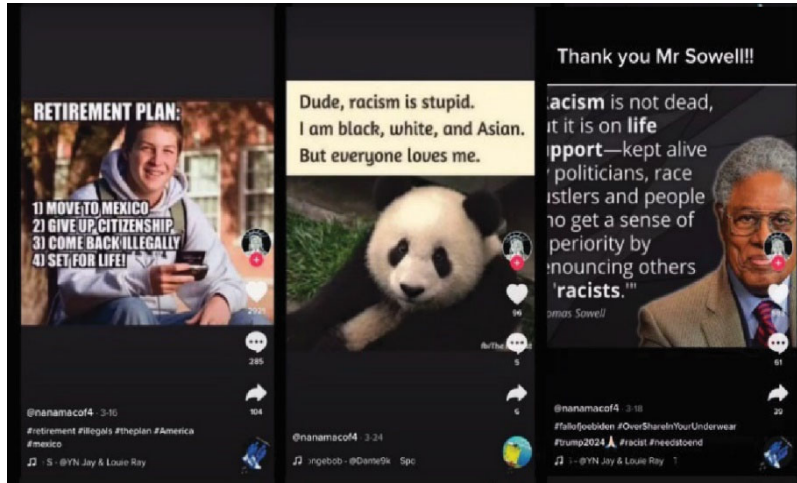 RETIREMENT PLAN:
1) MOVE TO MEXICO
2) GIVE UP CITIZENSHIP
3) COME BACK ILLEGALLY
4) SET FOR LIFE!
2921
285
104
@nanamacof4 · 3-16
#retirement #illegals #theplan #America
#mexico
S - @YN Jay & Louie Ray
Dude, racism is stupid.
I am black, white, and Asian.
But everyone loves me.
96
5
6
@nanamacof4 · 3-24
ngebob - @Dame9k Spo
Thank you Mr Sowell!!
acism is not dead,
ut it is on life
pport—kept alive
politicians, race
ustlers and people
ho get a sense of
periority by
enouncing others
'racists.'"
omas Sowell
61
@nanamacof4 · 3-18
#fallofjoebiden #OverShareInYourUnderwear
#trump2024🙏 #racist #needstoend
- @YN Jay & Louie Ray